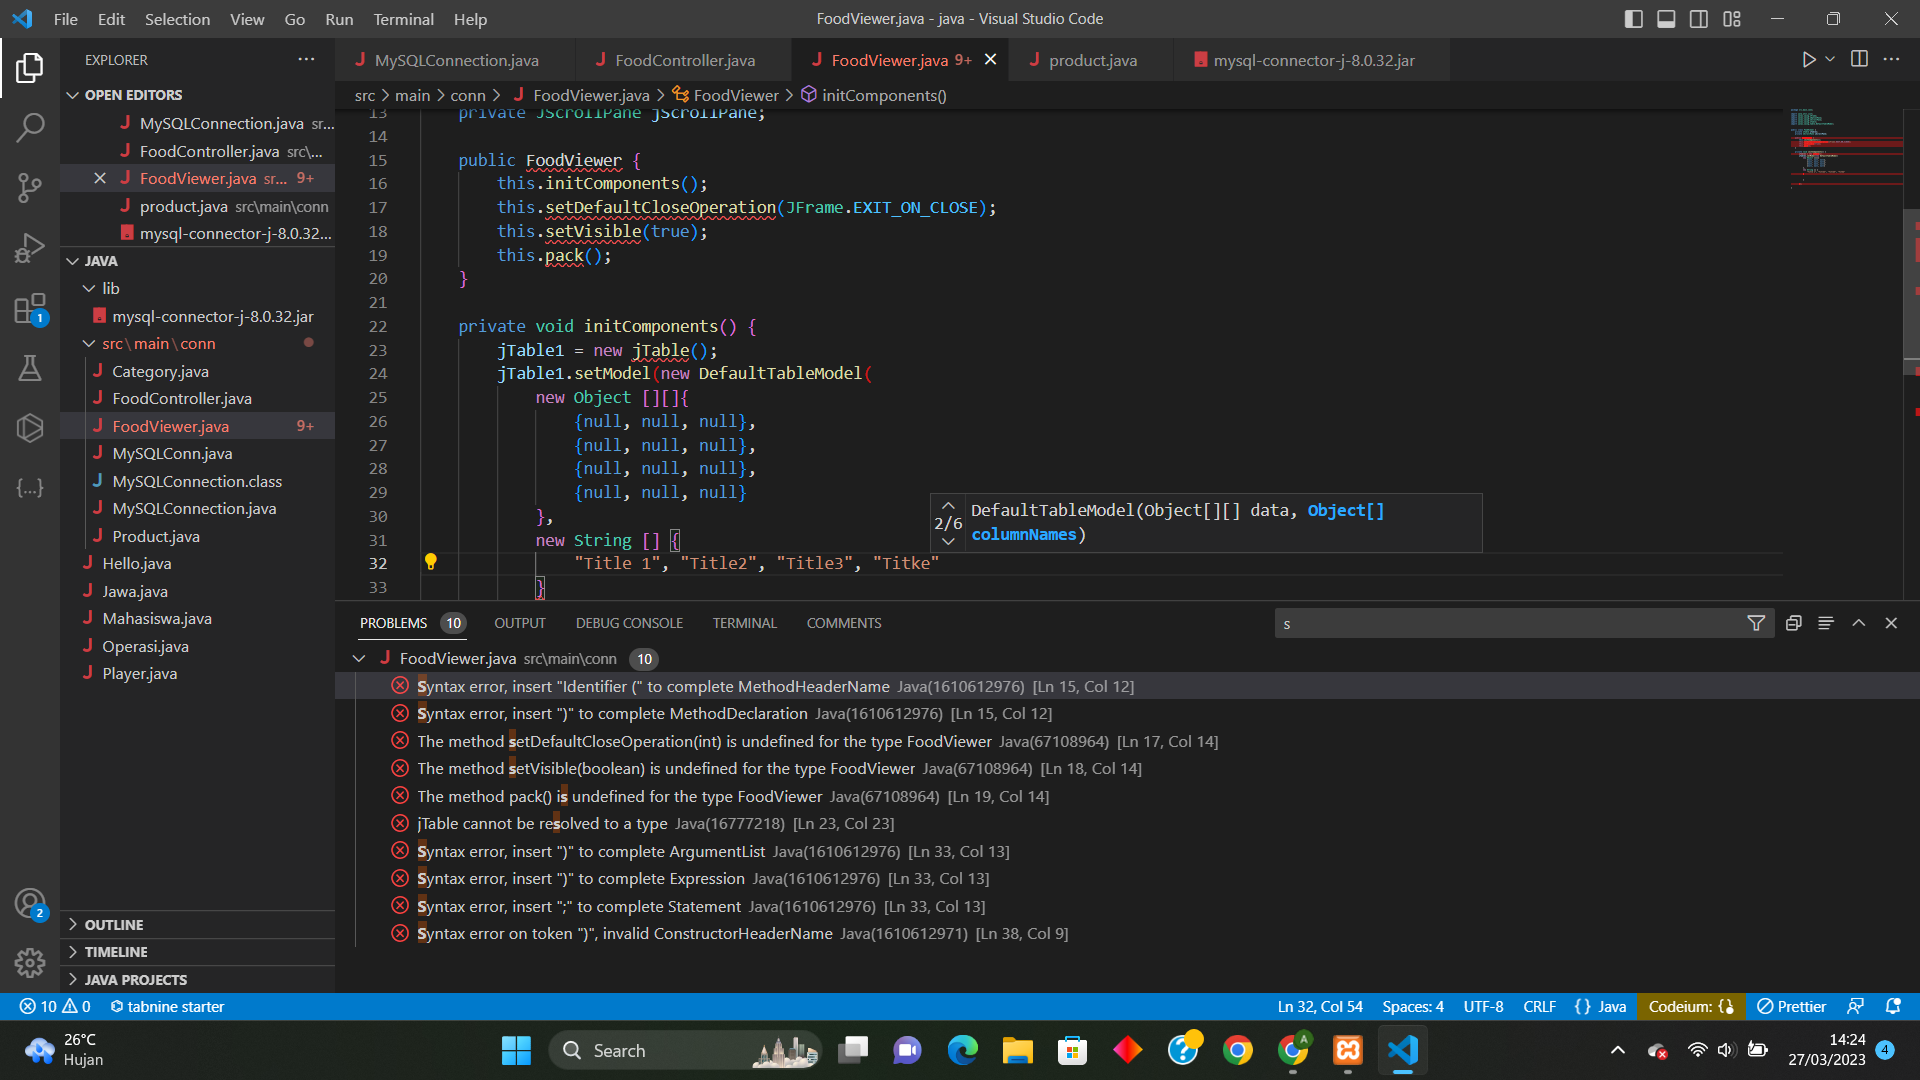 File Edit Selection View Go Run Terminal Help
FoodViewer.java - java - Visual Studio Code
EXPLORER
OPEN EDITORS
MySQLConnection.java sr...
FoodController.java src\...
FoodViewer.java sr... 9+
product.java src\main\conn
mysql-connector-j-8.0.32...
JAVA
lib
mysql-connector-j-8.0.32.jar
src\main\conn
Category.java
FoodController.java
FoodViewer.java 9+
MySQLConn.java
MySQLConnection.class
MySQLConnection.java
Product.java
Hello.java
Jawa.java
Mahasiswa.java
Operasi.java
Player.java
OUTLINE
TIMELINE
JAVA PROJECTS
1
2
MySQLConnection.java FoodController.java FoodViewer.java 9+ product.java mysql-connector-j-8.0.32.jar
src > main > conn > FoodViewer.java > FoodViewer > initComponents()
13 private JScrollPane jScrollPane;
14
15 public FoodViewer {
16 this.initComponents();
17 this.setDefaultCloseOperation(JFrame.EXIT_ON_CLOSE);
18 this.setVisible(true);
19 this.pack();
20 }
21
22 private void initComponents() {
23 jTable1 = new jTable();
24 jTable1.setModel(new DefaultTableModel(
25 new Object [][]{
26 {null, null, null},
27 {null, null, null},
28 {null, null, null},
29 {null, null, null}
30 },
31 new String [] {
32 "Title 1", "Title2", "Title3", "Titke"
33 }
2/6
DefaultTableModel(Object[][] data, Object[]
columnNames)
PROBLEMS 10 OUTPUT DEBUG CONSOLE TERMINAL COMMENTS
s
FoodViewer.java src\main\conn 10
Syntax error, insert "Identifier (" to complete MethodHeaderName Java(1610612976) [Ln 15, Col 12]
Syntax error, insert ")" to complete MethodDeclaration Java(1610612976) [Ln 15, Col 12]
The method setDefaultCloseOperation(int) is undefined for the type FoodViewer Java(67108964) [Ln 17, Col 14]
The method setVisible(boolean) is undefined for the type FoodViewer Java(67108964) [Ln 18, Col 14]
The method pack() is undefined for the type FoodViewer Java(67108964) [Ln 19, Col 14]
jTable cannot be resolved to a type Java(16777218) [Ln 23, Col 23]
Syntax error, insert ")" to complete ArgumentList Java(1610612976) [Ln 33, Col 13]
Syntax error, insert ")" to complete Expression Java(1610612976) [Ln 33, Col 13]
Syntax error, insert ";" to complete Statement Java(1610612976) [Ln 33, Col 13]
Syntax error on token ")", invalid ConstructorHeaderName Java(1610612971) [Ln 38, Col 9]
10 0 tabnine starter
Ln 32, Col 54 Spaces: 4 UTF-8 CRLF {} Java Codeium: {} Prettier
26°C
Hujan
Search
A
14:24
27/03/2023
4